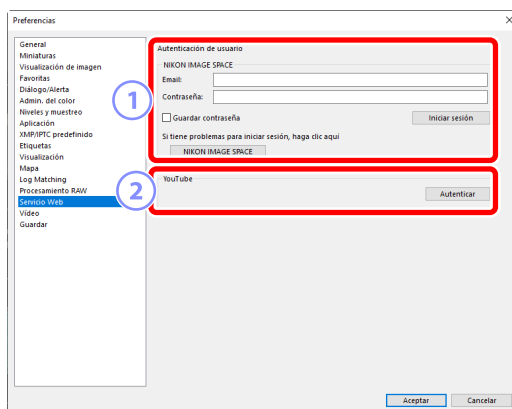 Preferencias
General
Miniaturas
Visualización de imagen
Favoritas
Diálogo/Alerta
Admin. del color
Niveles y muestreo
Aplicación
XMP/IPTC predefinido
Etiquetas
Visualización
Mapa
Log Matching
Procesamiento RAW
Servicio Web
Vídeo
Guardar
1
Autenticación de usuario
NIKON IMAGE SPACE
Email:
Contraseña:
Guardar contraseña
Iniciar sesión
Si tiene problemas para iniciar sesión, haga clic aquí
NIKON IMAGE SPACE
2
YouTube
Autenticar
Aceptar
Cancelar